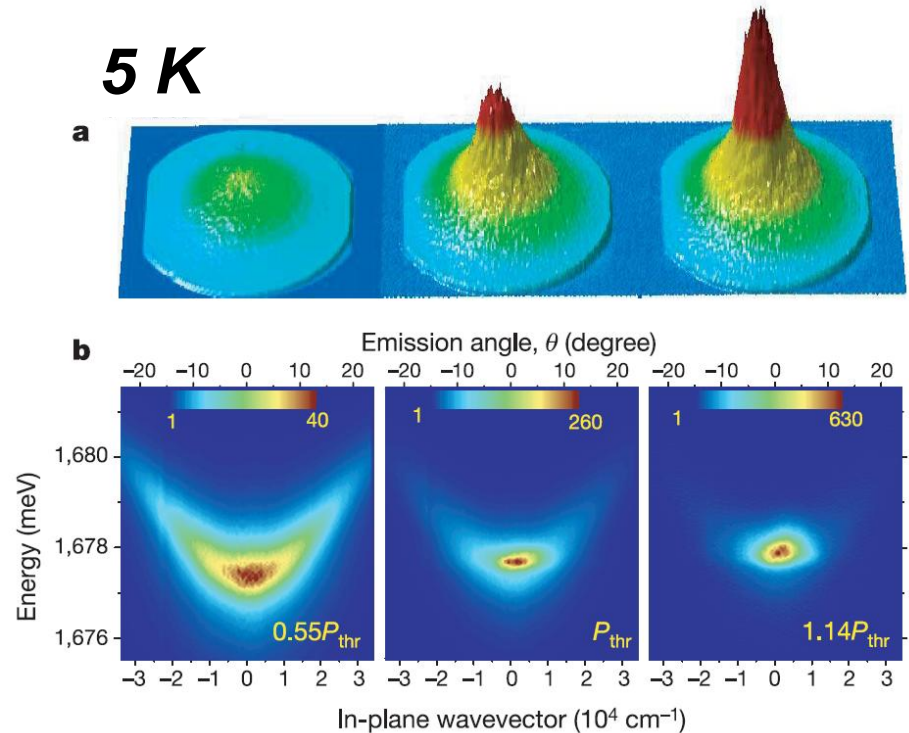 5 K
a
b
Emission angle, θ (degree)
−20 −10 0 10 20 −20 −10 0 10 20 −20 −10 0 10 20
1 40 1 260 1 630
1,680
1,678
1,676
Energy (meV)
0.55Pthr Pthr 1.14Pthr
−3 −2 −1 0 1 2 3 −3 −2 −1 0 1 2 3 −3 −2 −1 0 1 2 3
In-plane wavevector (10⁴ cm⁻¹)